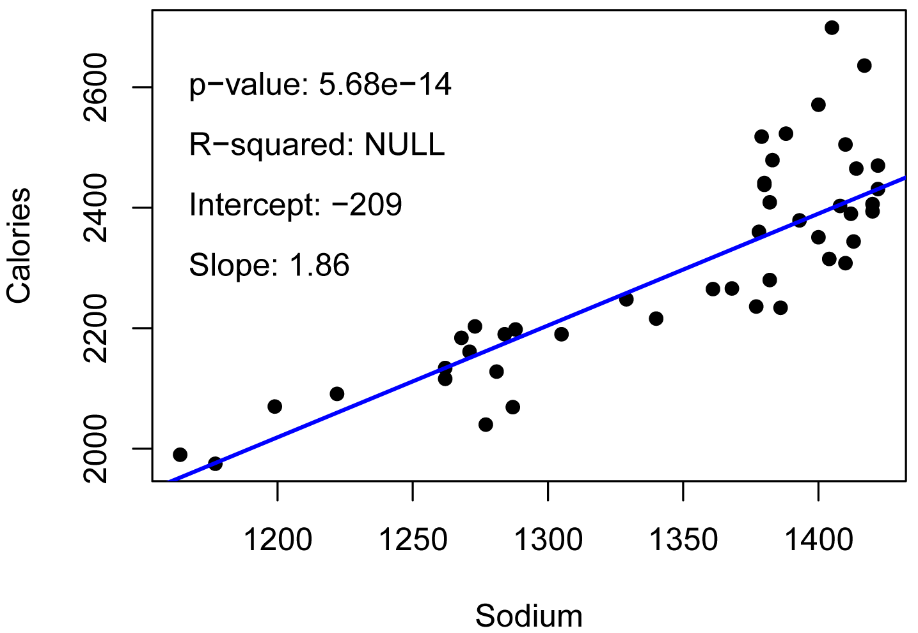 p−value: 5.68e−14
R−squared: NULL
Intercept: −209
Slope: 1.86
Calories
2600
2400
2200
2000
1200 1250 1300 1350 1400
Sodium